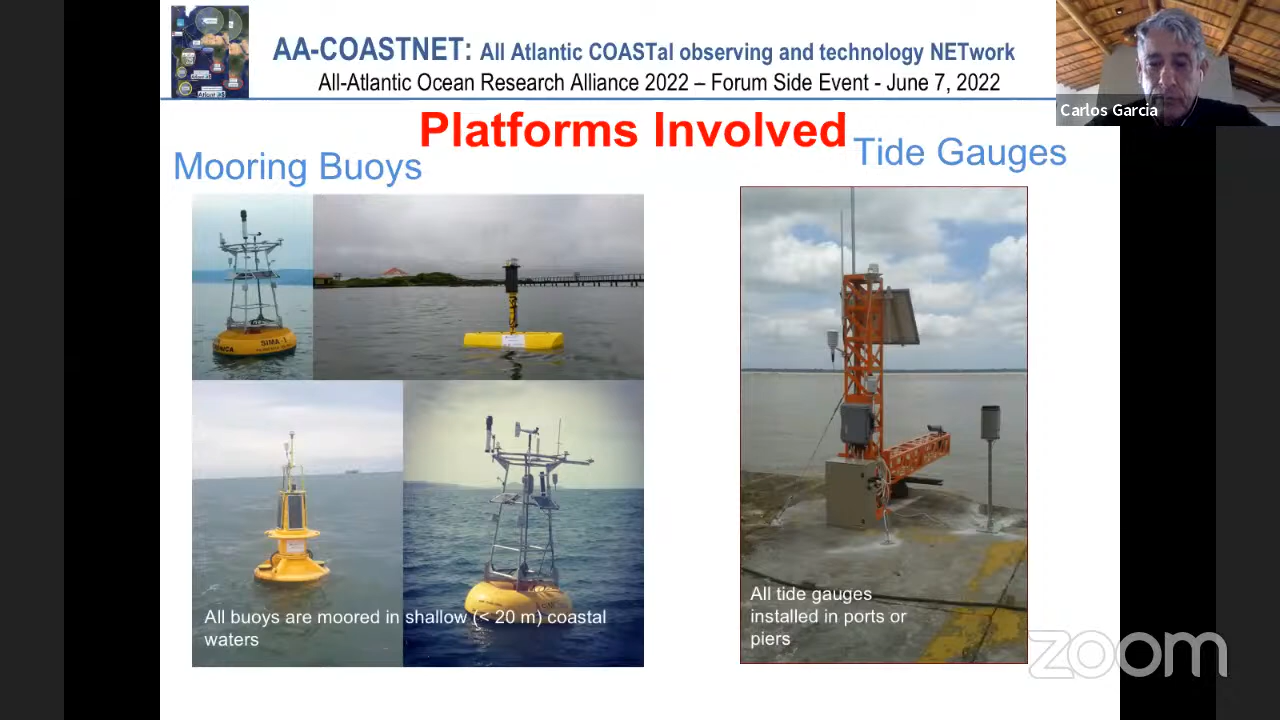 AA-COASTNET: All Atlantic COASTal observing and technology NETwork
All-Atlantic Ocean Research Alliance 2022 – Forum Side Event - June 7, 2022
Carlos Garcia
Platforms Involved
Mooring Buoys
Tide Gauges
SIMA - 1
All buoys are moored in shallow (< 20 m) coastal
waters
All tide gauges
installed in ports or
piers
zoom